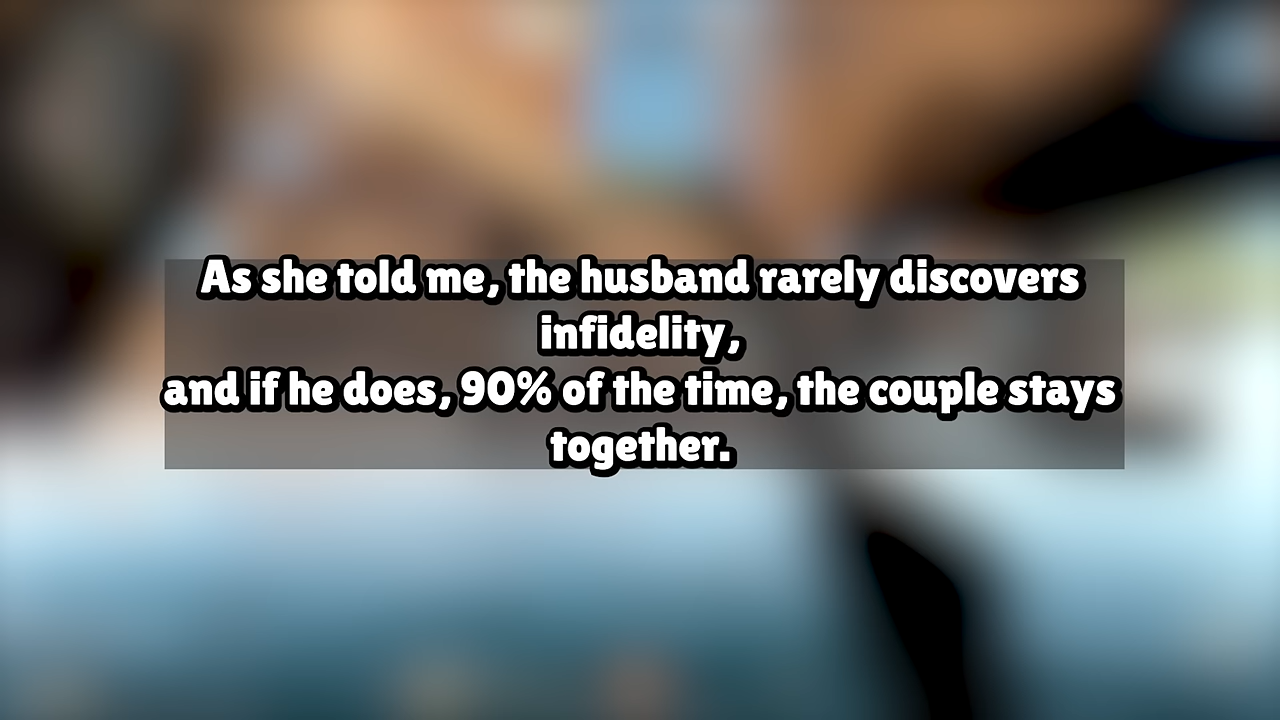 As she told me, the husband rarely discovers
infidelity,
and if he does, 90% of the time, the couple stays
together.